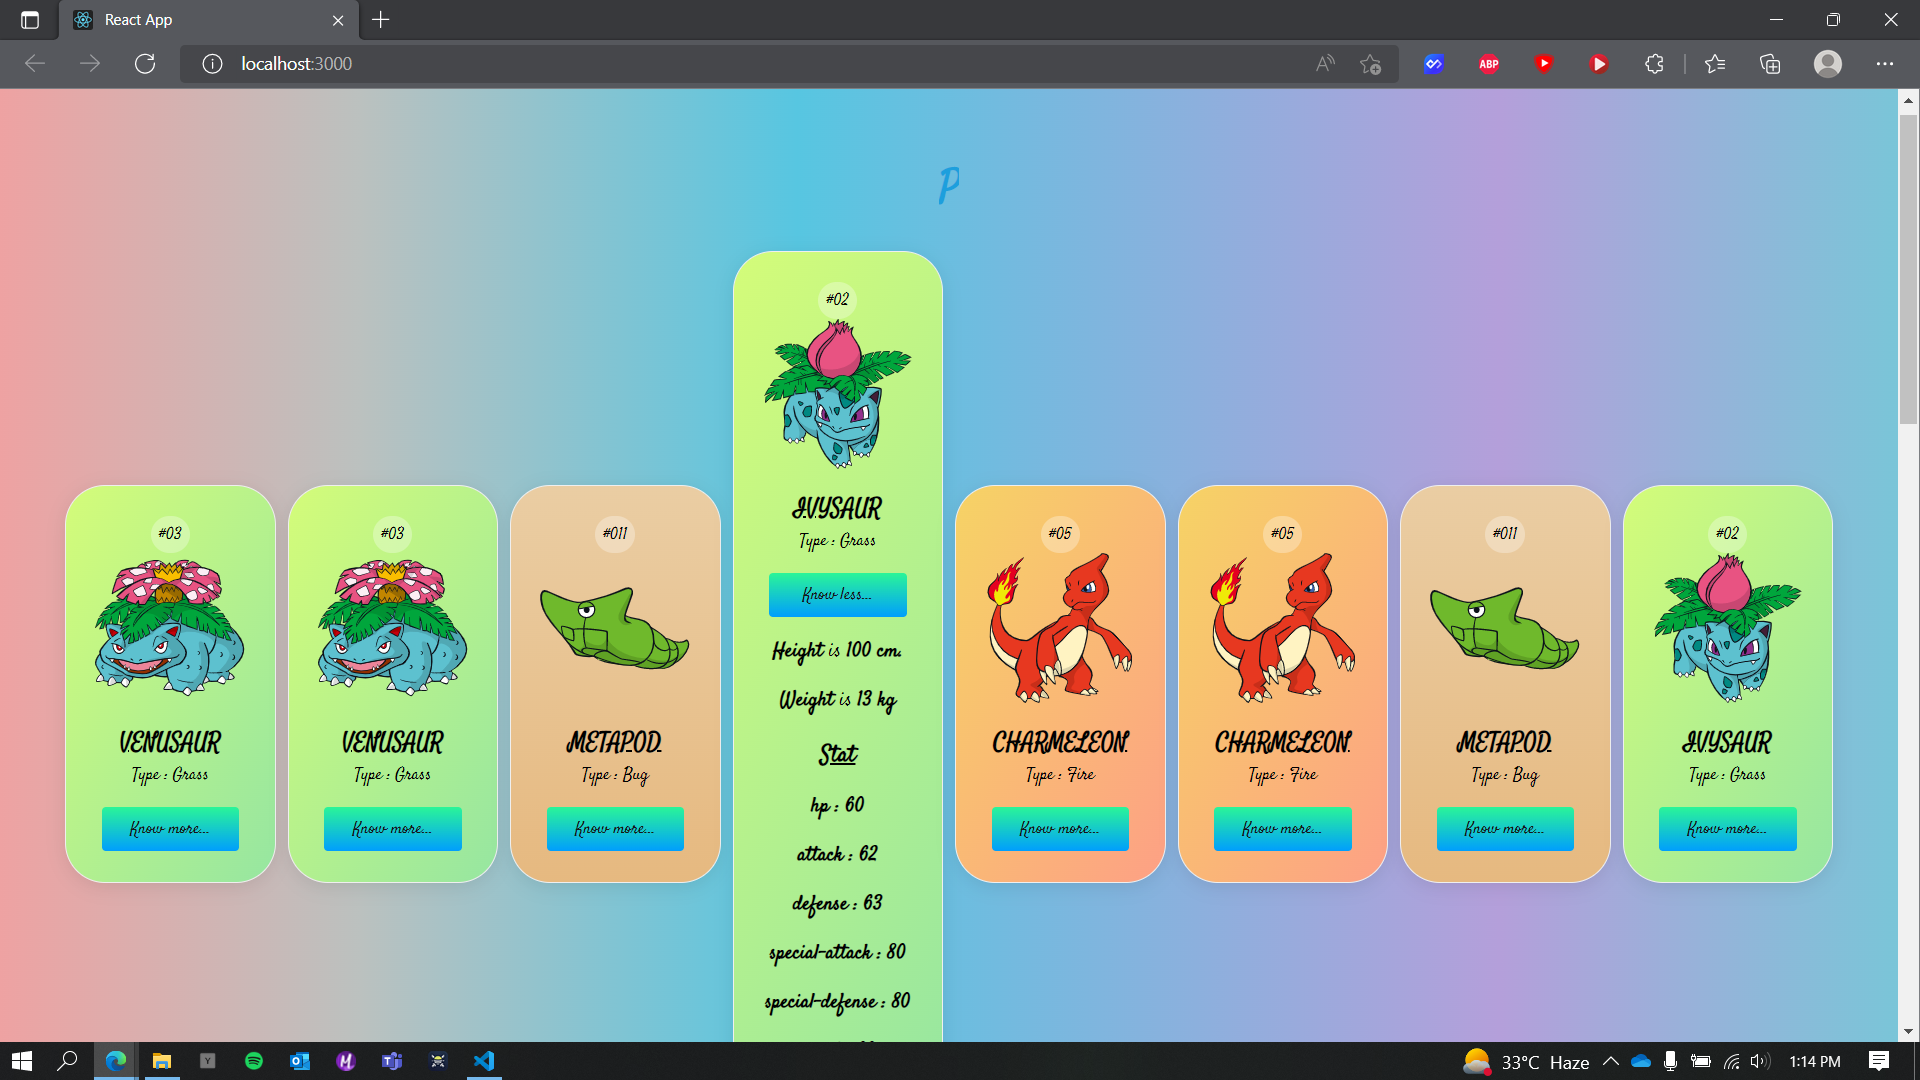 React App
localhost:3000
ABP
P
#02
IVYSAUR
Type : Grass
Know less...
Height is 100 cm.
Weight is 13 kg
Stat
hp : 60
attack : 62
defense : 63
special-attack : 80
special-defense : 80
#03
VENUSAUR
Type : Grass
Know more...
#03
VENUSAUR
Type : Grass
Know more...
#011
METAPOD
Type : Bug
Know more...
#05
CHARMELEON
Type : Fire
Know more...
#05
CHARMELEON
Type : Fire
Know more...
#011
METAPOD
Type : Bug
Know more...
#02
IVYSAUR
Type : Grass
Know more...
33°C Haze
1:14 PM